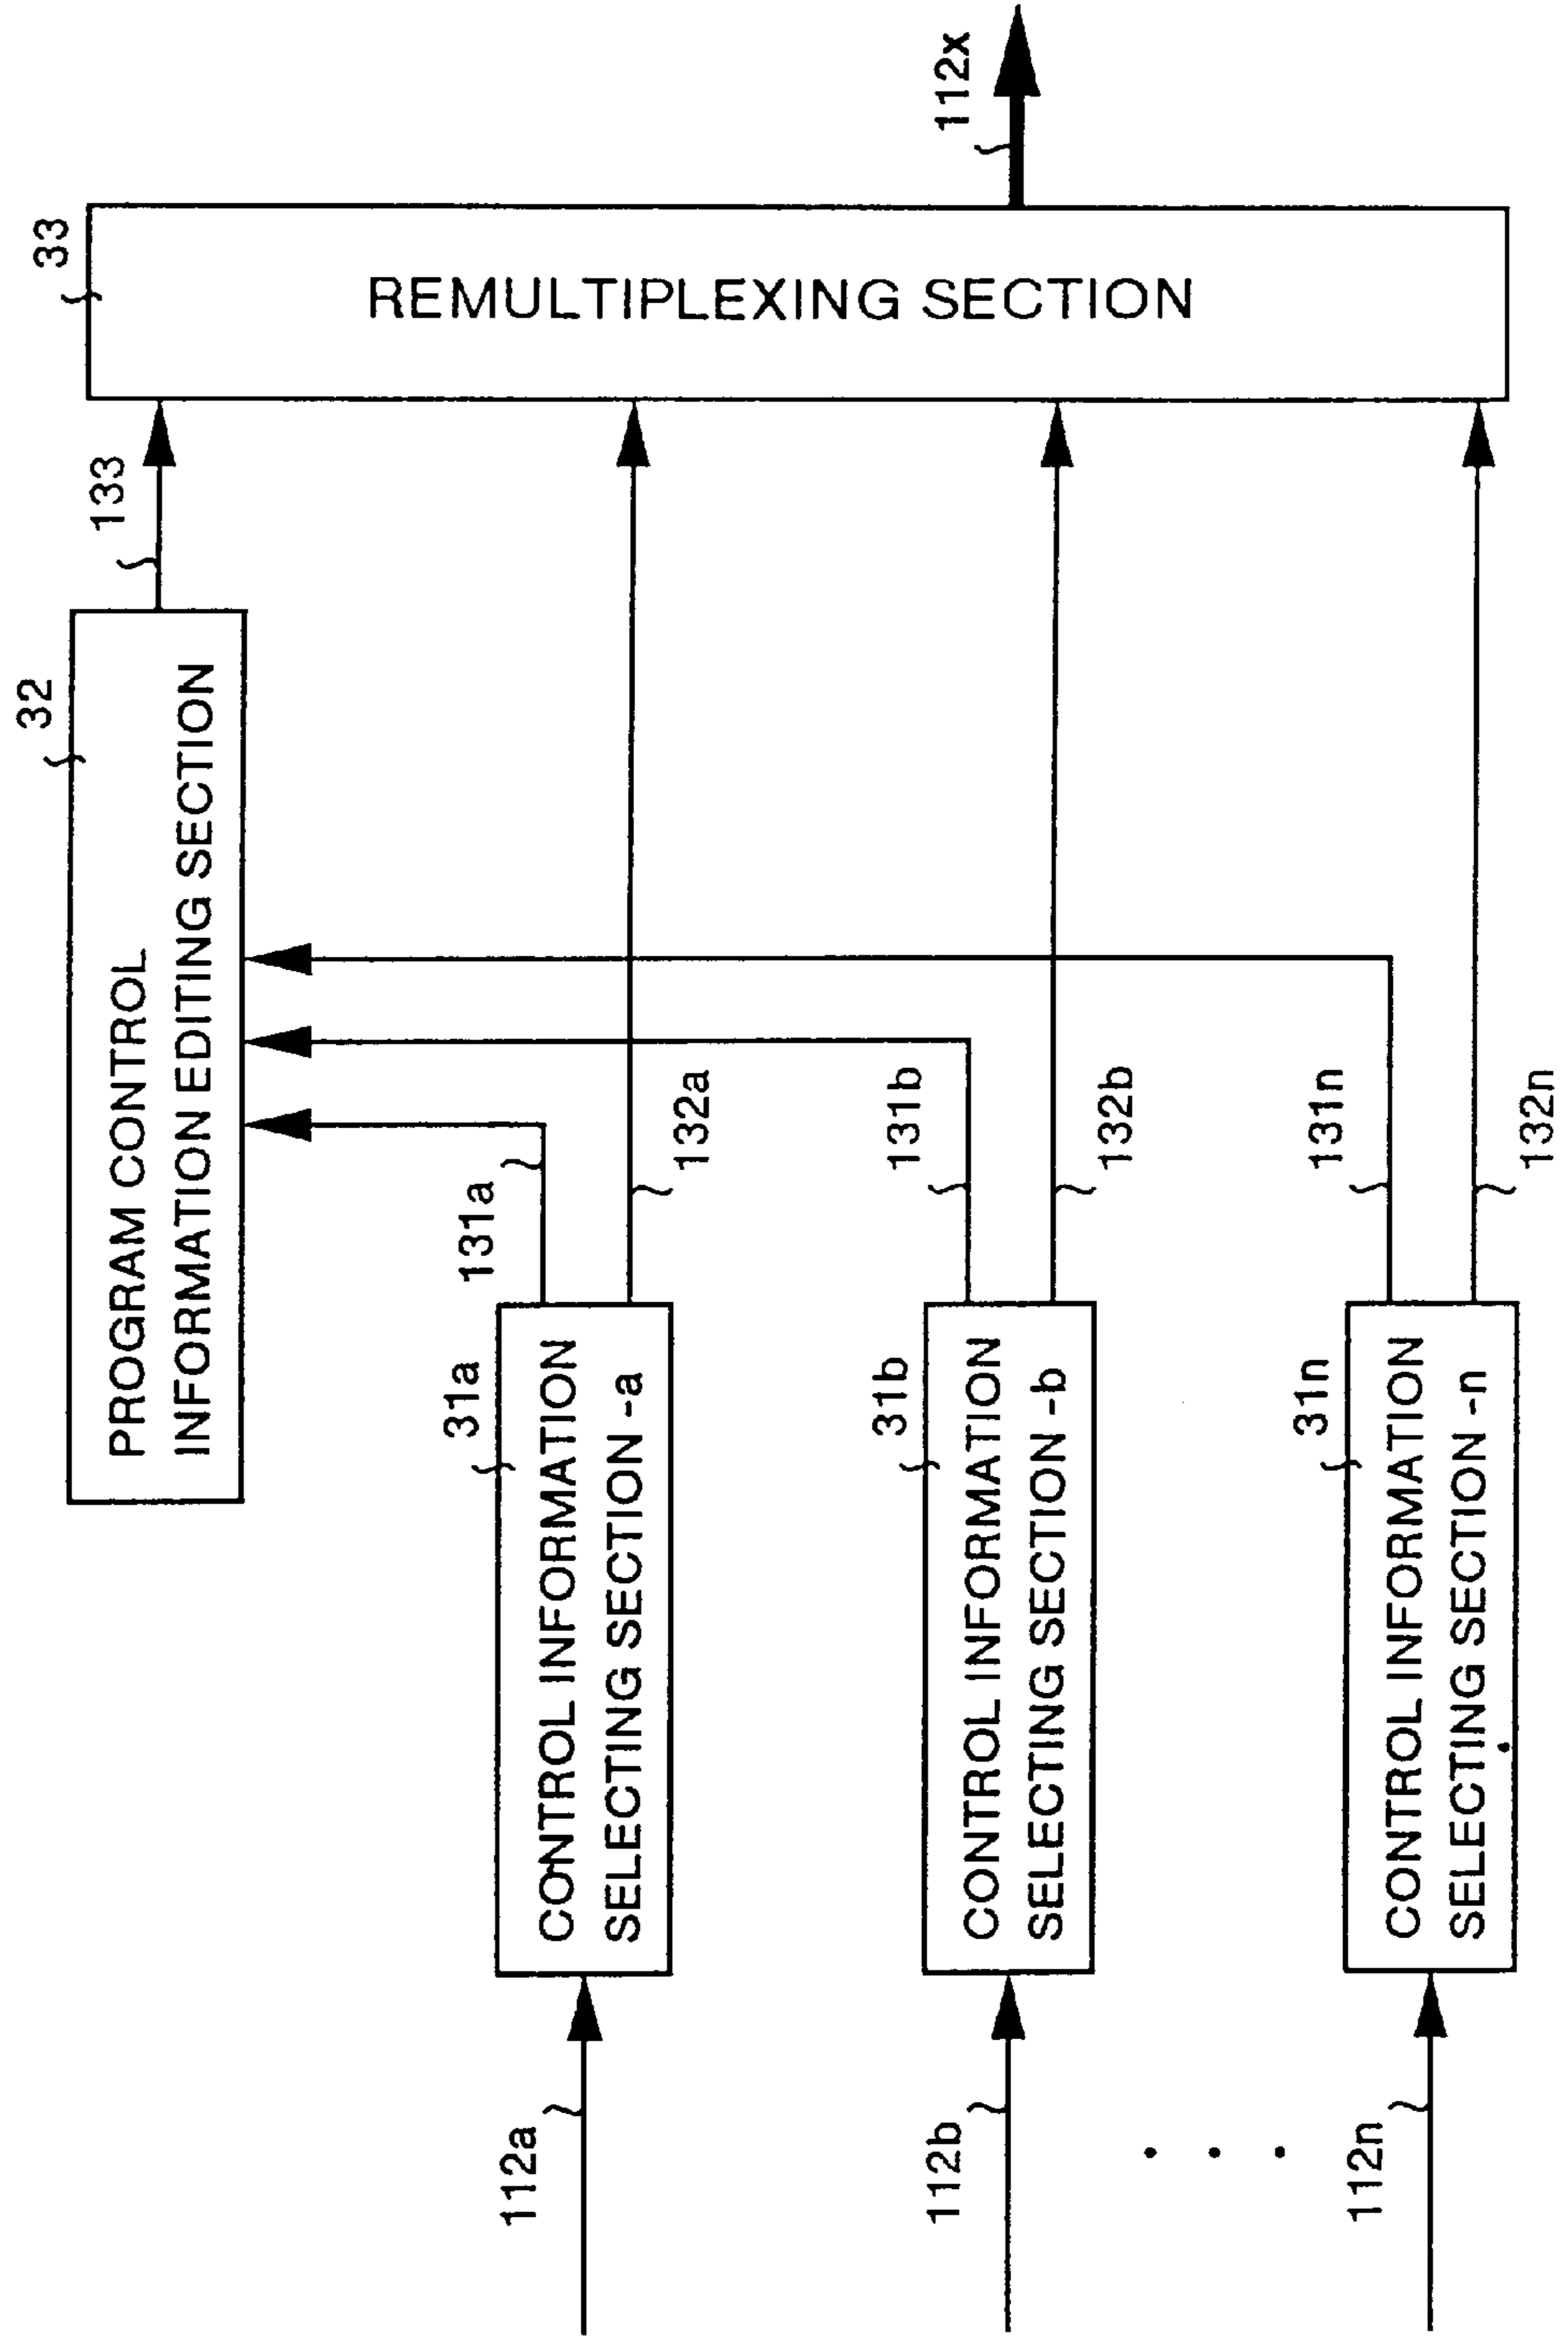 32
PROGRAM CONTROL
INFORMATION EDITING SECTION
133
33
REMULTIPLEXING SECTION
112x
112a
31a
CONTROL INFORMATION
SELECTING SECTION -a
131a
132a
112b
31b
CONTROL INFORMATION
SELECTING SECTION -b
131b
132b
112n
31n
CONTROL INFORMATION
SELECTING SECTION -n
131n
132n